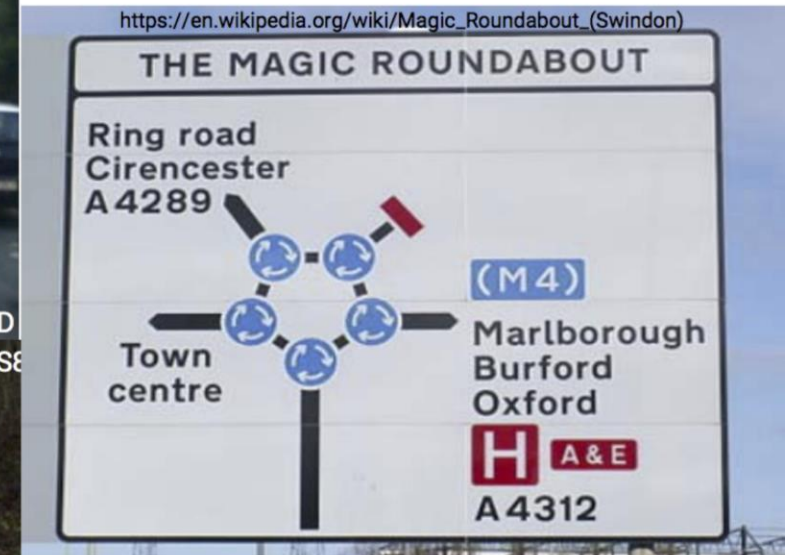 https://en.wikipedia.org/wiki/Magic_Roundabout_(Swindon)
THE MAGIC ROUNDABOUT
Ring road
Cirencester
A4289
(M4)
Town
centre
Marlborough
Burford
Oxford
H A & E
A4312